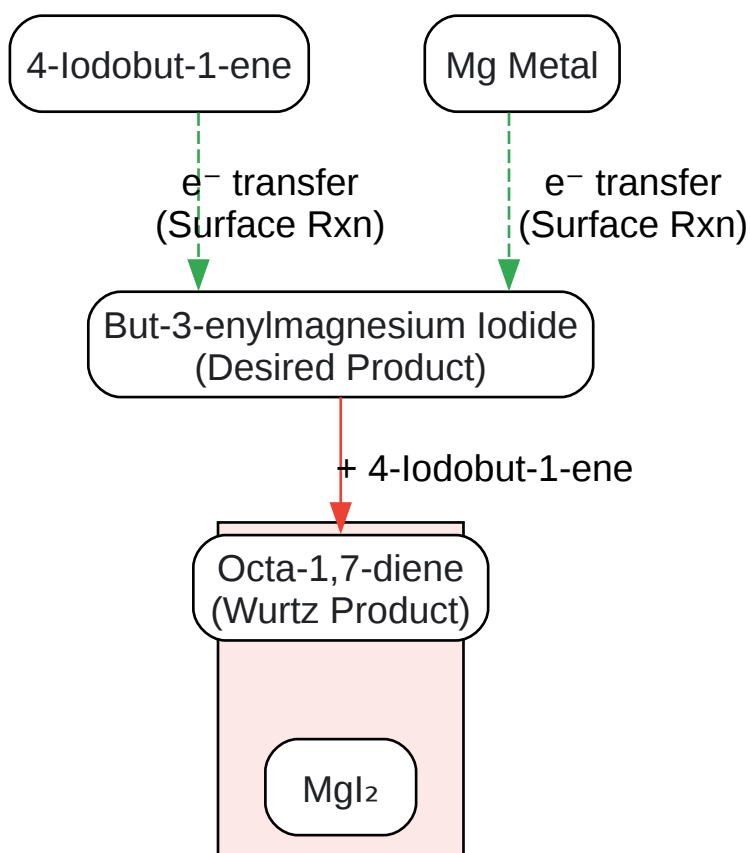 4-Iodobut-1-ene
Mg Metal
e⁻ transfer
(Surface Rxn)
e⁻ transfer
(Surface Rxn)
But-3-enylmagnesium Iodide
(Desired Product)
+ 4-Iodobut-1-ene
Octa-1,7-diene
(Wurtz Product)
MgI₂